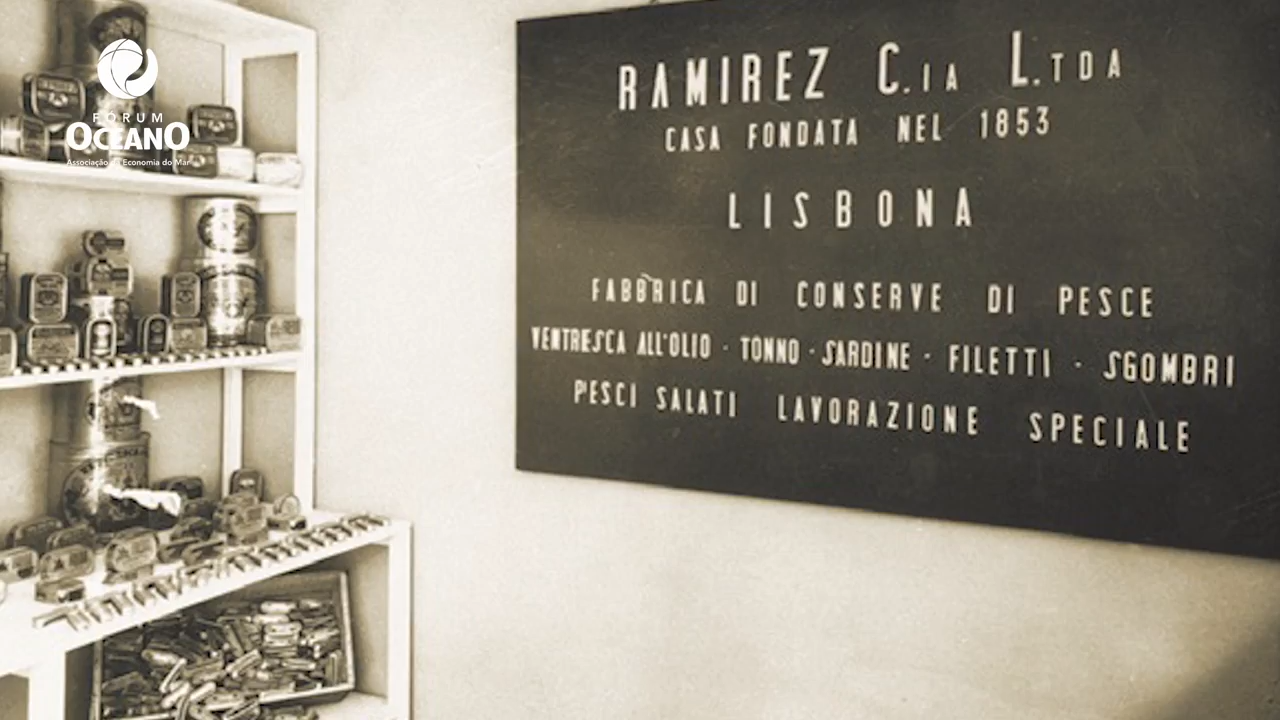 FORUM
OCEANO
Associação da Economia do Mar
RAMIREZ C.IA L.TDA
CASA FONDATA NEL 1853
LISBONA
FABBRICA DI CONSERVE DI PESCE
VENTRESCA ALL'OLIO · TONNO · SARDINE · FILETTI · SGOMBRI
PESCI SALATI LAVORAZIONE SPECIALE